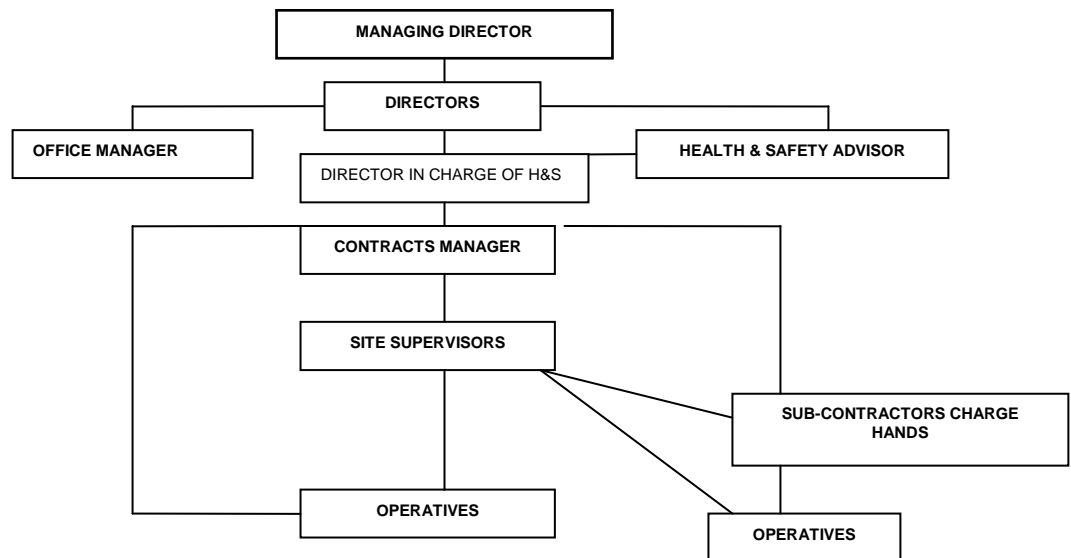 MANAGING DIRECTOR
DIRECTORS
OFFICE MANAGER
HEALTH & SAFETY ADVISOR
DIRECTOR IN CHARGE OF H&S
CONTRACTS MANAGER
SITE SUPERVISORS
SUB-CONTRACTORS CHARGE
HANDS
OPERATIVES
OPERATIVES